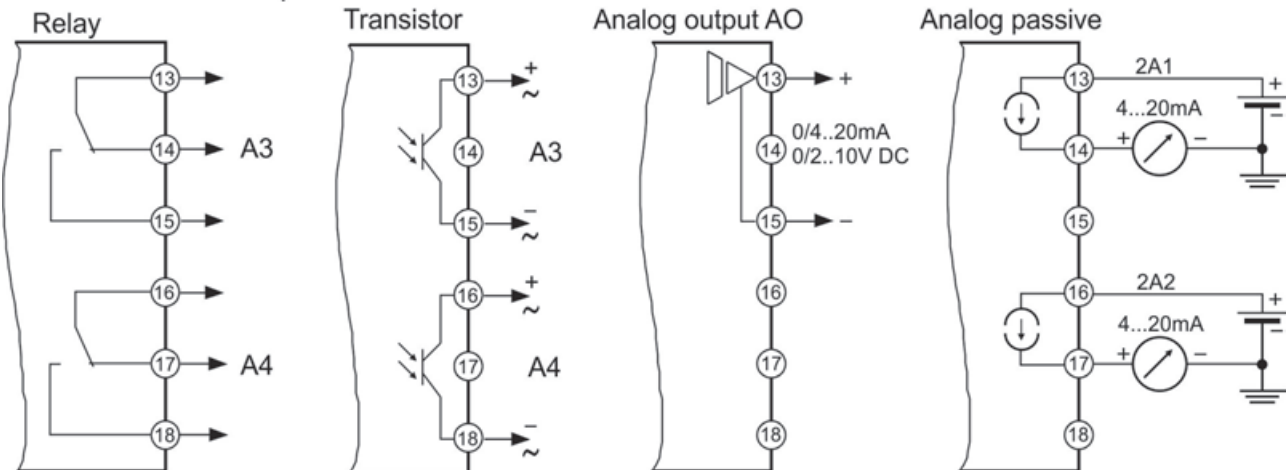 Relay
13
14 A3
15
16
17 A4
18
Transistor
+
13
~
14 A3
−
15
~
+
16
~
17 A4
−
18
~
Analog output AO
13 +
0/4..20mA
14
0/2..10V DC
15 −
16
17
18
Analog passive
13 2A1 +
4...20mA −
14 + −
15
16 2A2 +
4...20mA −
17 + −
18